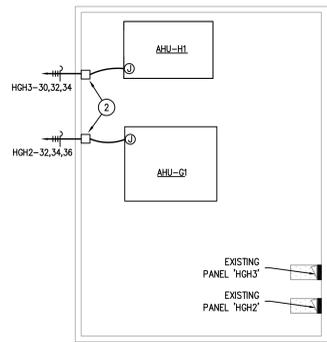 AHU-H1
J
HGH3-30,32,34
2
J
HGH2-32,34,36
AHU-G1
EXISTING
PANEL 'HGH3'
EXISTING
PANEL 'HGH2'